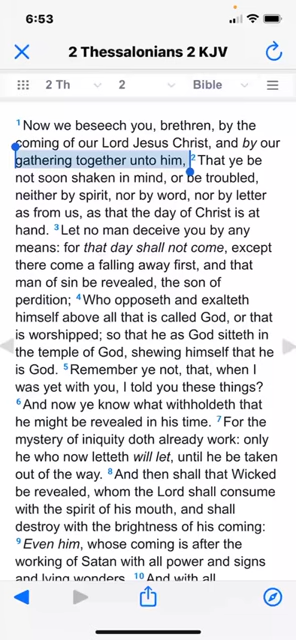 6:53
2 Thessalonians 2 KJV
2 Th 2 Bible
1 Now we beseech you, brethren, by the
coming of our Lord Jesus Christ, and by our
gathering together unto him, 2 That ye be
not soon shaken in mind, or be troubled,
neither by spirit, nor by word, nor by letter
as from us, as that the day of Christ is at
hand. 3 Let no man deceive you by any
means: for that day shall not come, except
there come a falling away first, and that
man of sin be revealed, the son of
perdition; 4 Who opposeth and exalteth
himself above all that is called God, or that
is worshipped; so that he as God sitteth in
the temple of God, shewing himself that he
is God. 5 Remember ye not, that, when I
was yet with you, I told you these things?
6 And now ye know what withholdeth that
he might be revealed in his time. 7 For the
mystery of iniquity doth already work: only
he who now letteth will let, until he be taken
out of the way. 8 And then shall that Wicked
be revealed, whom the Lord shall consume
with the spirit of his mouth, and shall
destroy with the brightness of his coming:
9 Even him, whose coming is after the
working of Satan with all power and signs
and lying wonders, 10 And with all